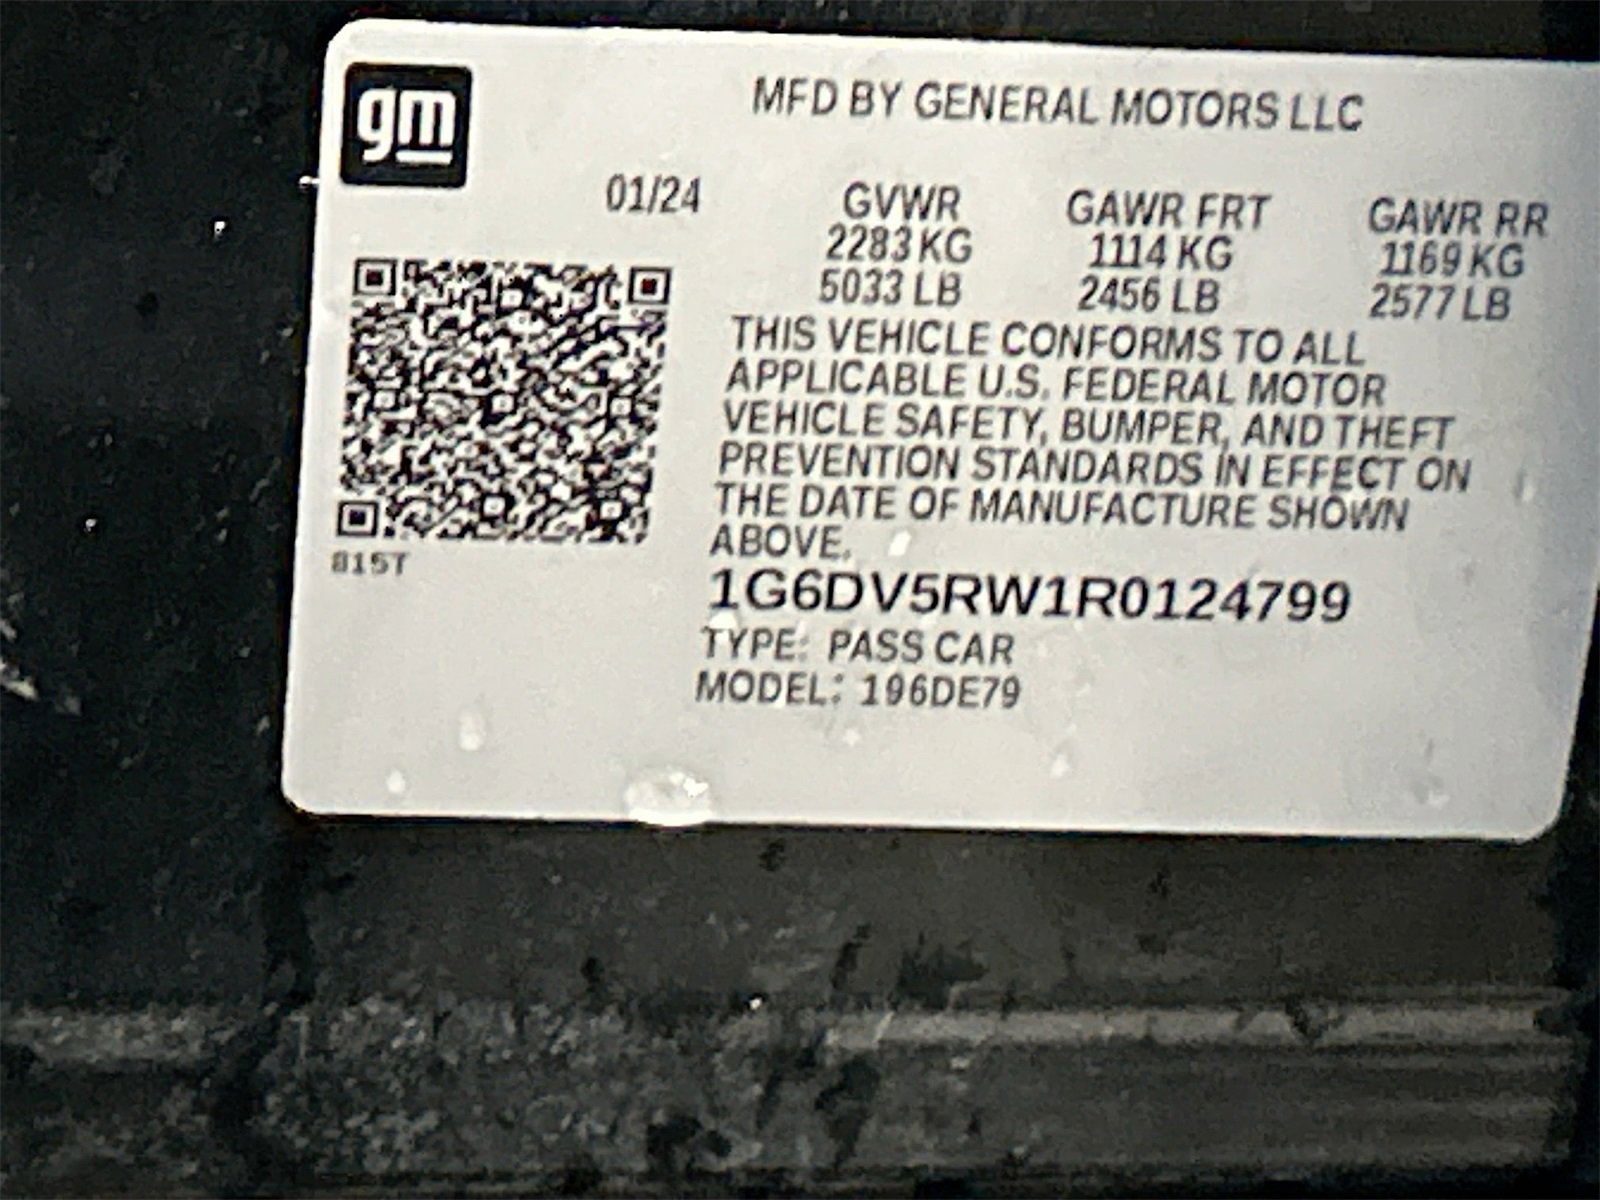 gm
MFD BY GENERAL MOTORS LLC
01/24
GVWR GAWR FRT GAWR RR
2283 KG 1114 KG 1169 KG
5033 LB 2456 LB 2577 LB
THIS VEHICLE CONFORMS TO ALL
APPLICABLE U.S. FEDERAL MOTOR
VEHICLE SAFETY, BUMPER, AND THEFT
PREVENTION STANDARDS IN EFFECT ON
THE DATE OF MANUFACTURE SHOWN
ABOVE.
815T
1G6DV5RW1R0124799
TYPE: PASS CAR
MODEL: 196DE79